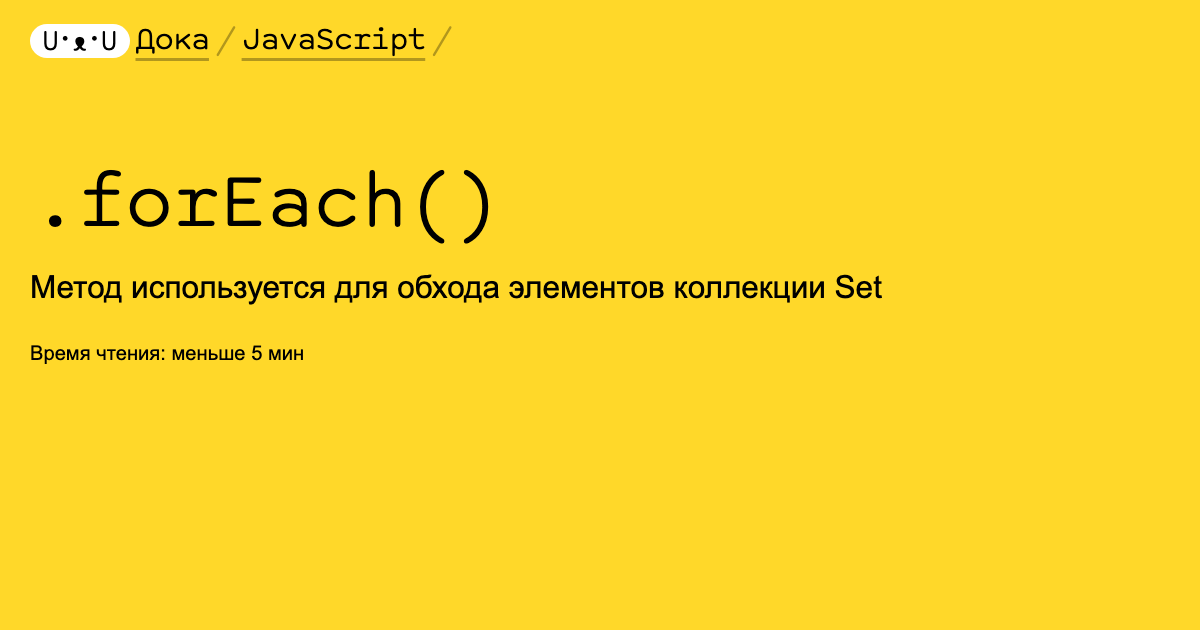 U・ᴥ・U Дока / JavaScript /
.forEach()
Метод используется для обхода элементов коллекции Set
Время чтения: меньше 5 мин